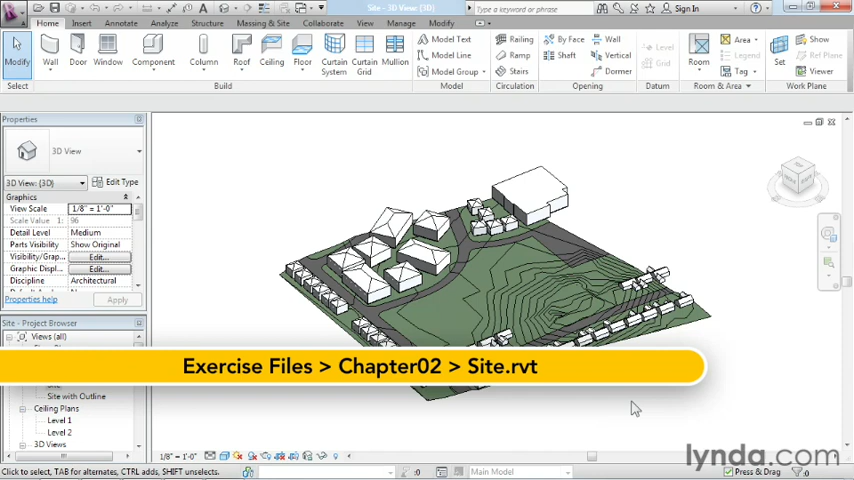 Site - 3D View: {3D}
Type a keyword or phrase
Sign In
Home Insert Annotate Analyze Structure Massing & Site Collaborate View Manage Modify
Modify Wall Door Window Component Column Roof Ceiling Floor Curtain System Curtain Grid Mullion
Model Text Model Line Model Group
Railing Ramp Stairs
By Face Shaft Wall Vertical Dormer
Level Grid
Room Area Legend Tag
Set Show Ref Plane Viewer
Select Build Model Circulation Opening Datum Room & Area Work Plane
Properties
3D View
3D View: {3D} Edit Type
Graphics
View Scale 1/8" = 1'-0"
Scale Value 1: 96
Detail Level Medium
Parts Visibility Show Original
Visibility/Grap... Edit...
Graphic Displ... Edit...
Discipline Architectural
Properties help Apply
Site - Project Browser
Views (all)
Exercise Files > Chapter02 > Site.rvt
Site
Site with Outline
Ceiling Plans
Level 1
Level 2
3D Views
1/8" = 1'-0"
Click to select, TAB for alternates, CTRL adds, SHIFT unselects.
:0
Main Model
Press & Drag
:0
lynda.com